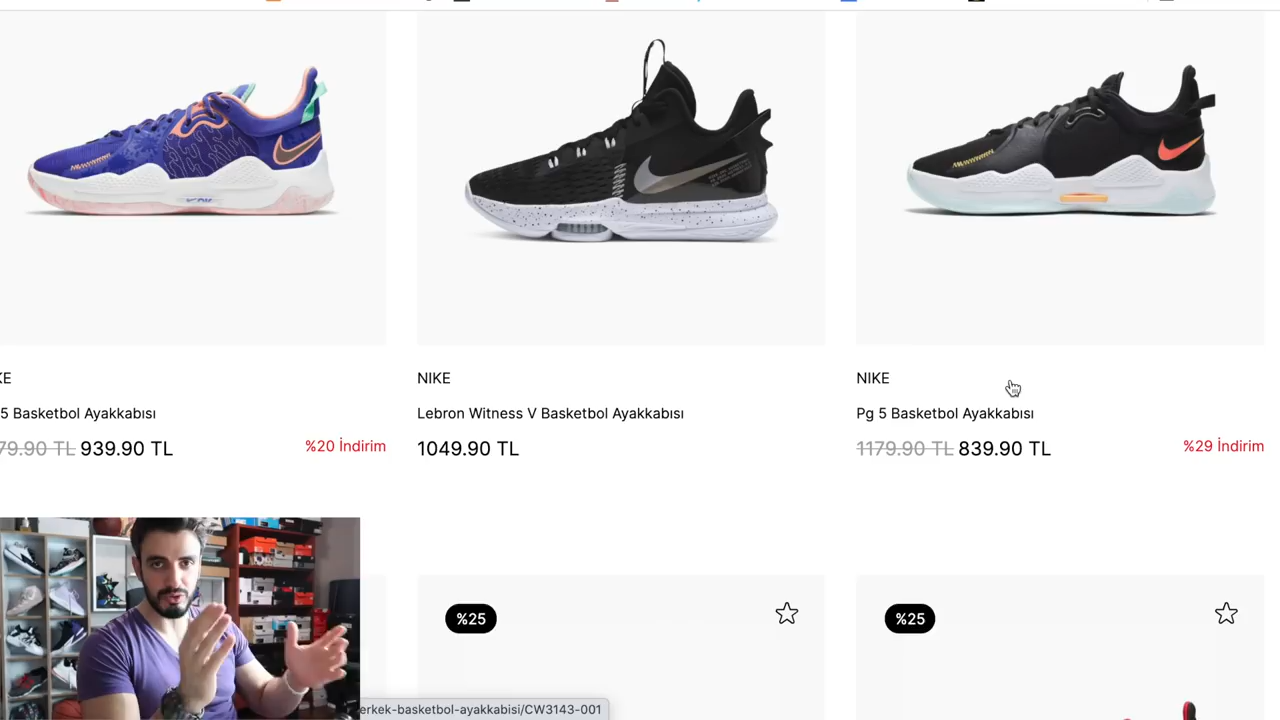 KE
5 Basketbol Ayakkabısı
79.90 TL 939.90 TL
%20 İndirim
NIKE
Lebron Witness V Basketbol Ayakkabısı
1049.90 TL
NIKE
Pg 5 Basketbol Ayakkabısı
1179.90 TL 839.90 TL
%29 İndirim
%25
%25
erkek-basketbol-ayakkabisi/CW3143-001